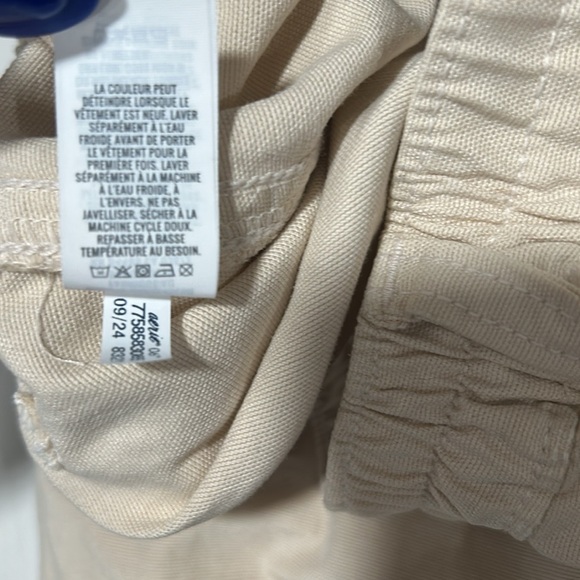 LA COULEUR PEUT
DÉTEINDRE LORSQUE LE
VÊTEMENT EST NEUF. LAVER
SÉPARÉMENT À L'EAU
FROIDE AVANT DE PORTER
LE VÊTEMENT POUR LA
PREMIÈRE FOIS. LAVER
SÉPARÉMENT À LA MACHINE
À L'EAU FROIDE, À
L'ENVERS. NE PAS
JAVELLISER. SÉCHER À LA
MACHINE CYCLE DOUX.
REPASSER À BASSE
TEMPÉRATURE AU BESOIN.
aerie
09/24